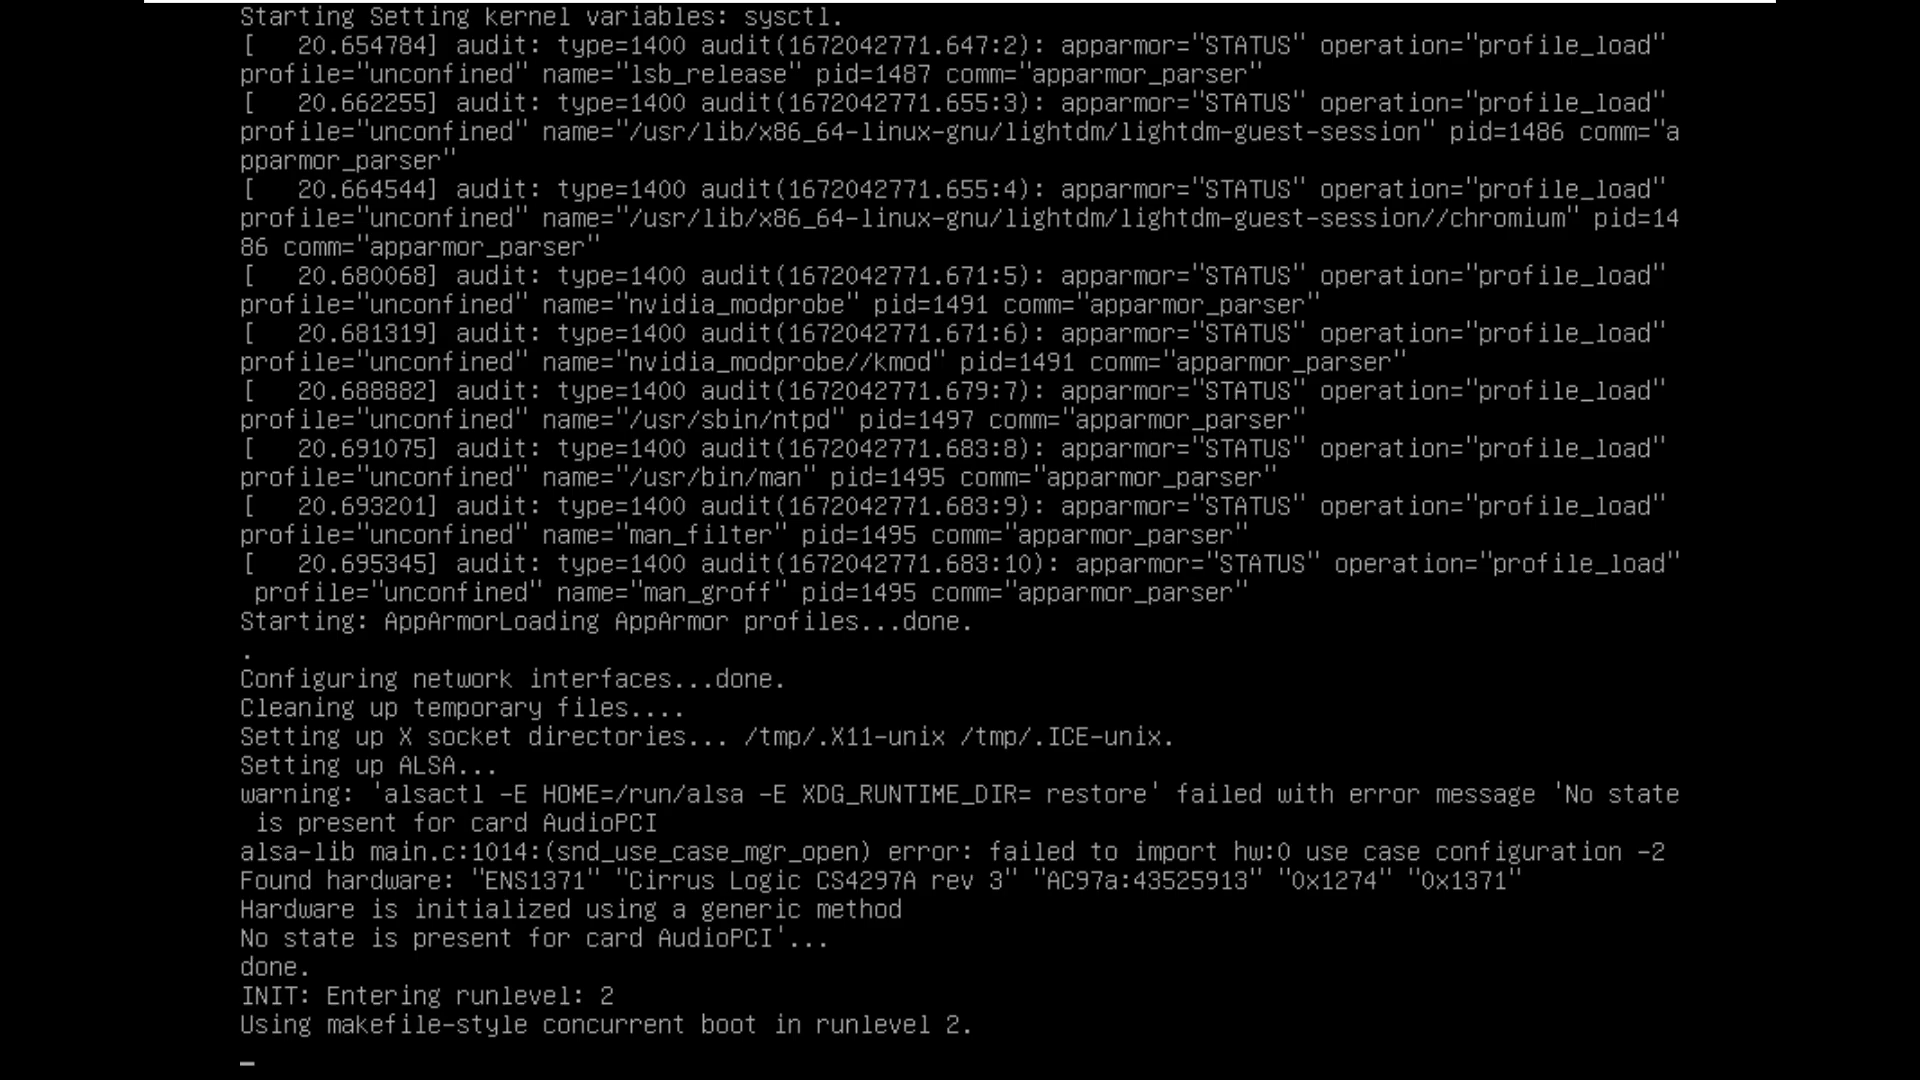 Starting Setting kernel variables: sysctl.
[   20.654784] audit: type=1400 audit(1672042771.647:2): apparmor="STATUS" operation="profile_load"
profile="unconfined" name="lsb_release" pid=1487 comm="apparmor_parser"
[   20.662255] audit: type=1400 audit(1672042771.655:3): apparmor="STATUS" operation="profile_load"
profile="unconfined" name="/usr/lib/x86_64-linux-gnu/lightdm/lightdm-guest-session" pid=1486 comm="a
pparmor_parser"
[   20.664544] audit: type=1400 audit(1672042771.655:4): apparmor="STATUS" operation="profile_load"
profile="unconfined" name="/usr/lib/x86_64-linux-gnu/lightdm/lightdm-guest-session//chromium" pid=14
86 comm="apparmor_parser"
[   20.680068] audit: type=1400 audit(1672042771.671:5): apparmor="STATUS" operation="profile_load"
profile="unconfined" name="nvidia_modprobe" pid=1491 comm="apparmor_parser"
[   20.681319] audit: type=1400 audit(1672042771.671:6): apparmor="STATUS" operation="profile_load"
profile="unconfined" name="nvidia_modprobe//kmod" pid=1491 comm="apparmor_parser"
[   20.688882] audit: type=1400 audit(1672042771.679:7): apparmor="STATUS" operation="profile_load"
profile="unconfined" name="/usr/sbin/ntpd" pid=1497 comm="apparmor_parser"
[   20.691075] audit: type=1400 audit(1672042771.683:8): apparmor="STATUS" operation="profile_load"
profile="unconfined" name="/usr/bin/man" pid=1495 comm="apparmor_parser"
[   20.693201] audit: type=1400 audit(1672042771.683:9): apparmor="STATUS" operation="profile_load"
profile="unconfined" name="man_filter" pid=1495 comm="apparmor_parser"
[   20.695345] audit: type=1400 audit(1672042771.683:10): apparmor="STATUS" operation="profile_load"
 profile="unconfined" name="man_groff" pid=1495 comm="apparmor_parser"
Starting: AppArmorLoading AppArmor profiles...done.
.
Configuring network interfaces...done.
Cleaning up temporary files....
Setting up X socket directories... /tmp/.X11-unix /tmp/.ICE-unix.
Setting up ALSA...
warning: 'alsactl -E HOME=/run/alsa -E XDG_RUNTIME_DIR= restore' failed with error message 'No state
 is present for card AudioPCI
alsa-lib main.c:1014:(snd_use_case_mgr_open) error: failed to import hw:0 use case configuration -2
Found hardware: "ENS1371" "Cirrus Logic CS4297A rev 3" "AC97a:43525913" "0x1274" "0x1371"
Hardware is initialized using a generic method
No state is present for card AudioPCI'...
done.
INIT: Entering runlevel: 2
Using makefile-style concurrent boot in runlevel 2.
_